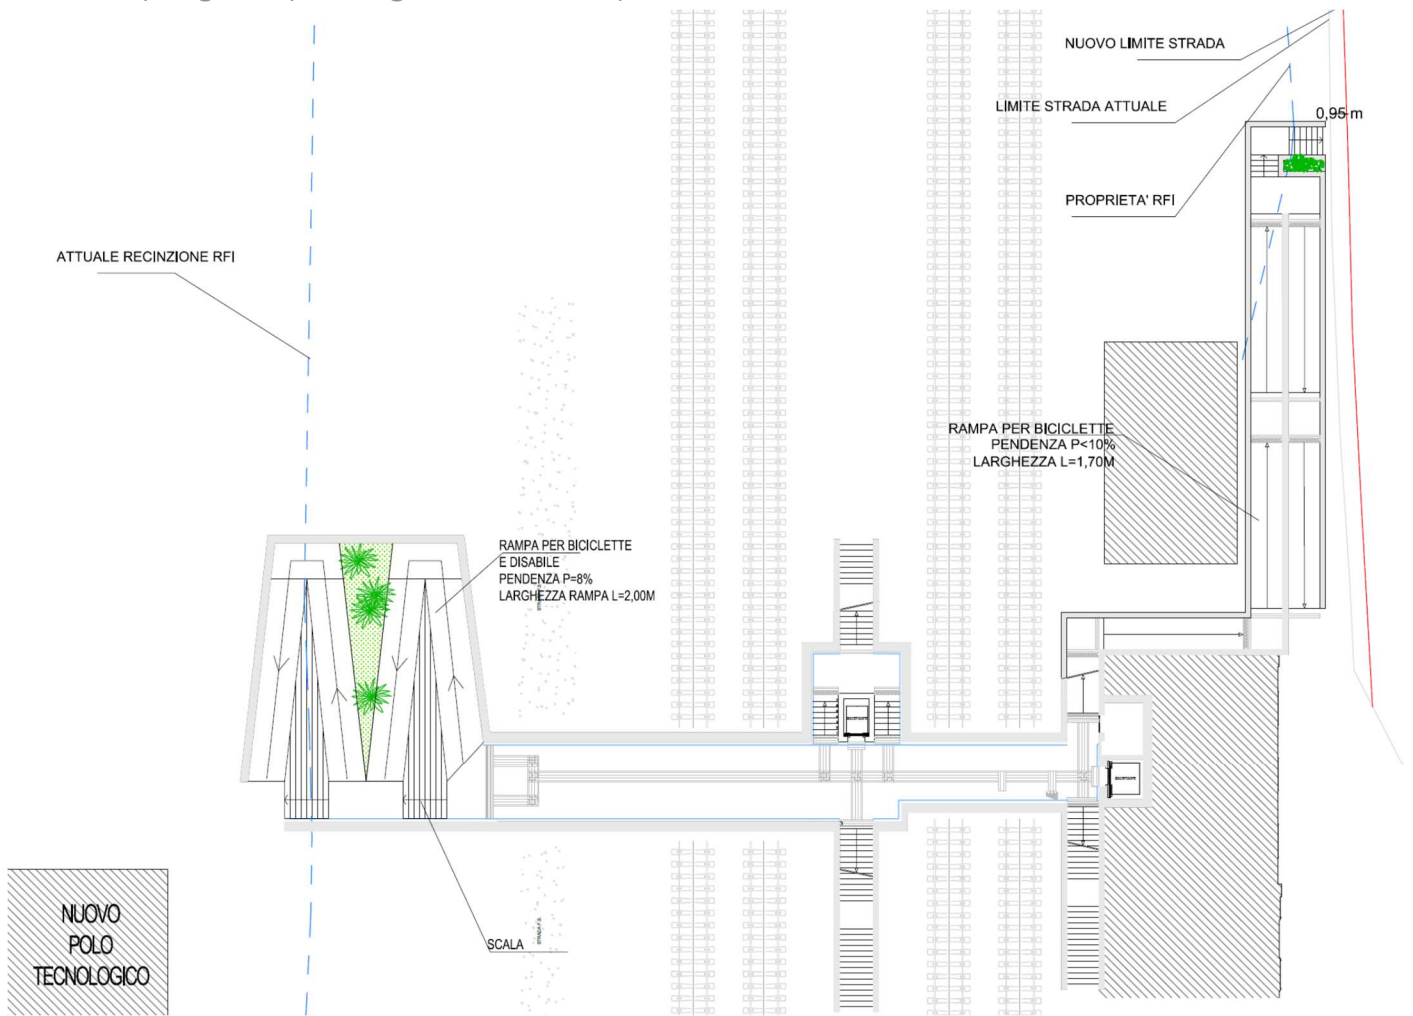 NUOVO LIMITE STRADA
LIMITE STRADA ATTUALE
0,95 m
PROPRIETA' RFI
ATTUALE RECINZIONE RFI
RAMPA PER BICICLETTE
PENDENZA P<10%
LARGHEZZA L=1,70M
RAMPA PER BICICLETTE
E DISABILE
PENDENZA P=8%
LARGHEZZA RAMPA L=2,00M
NUOVO
POLO
TECNOLOGICO
SCALA